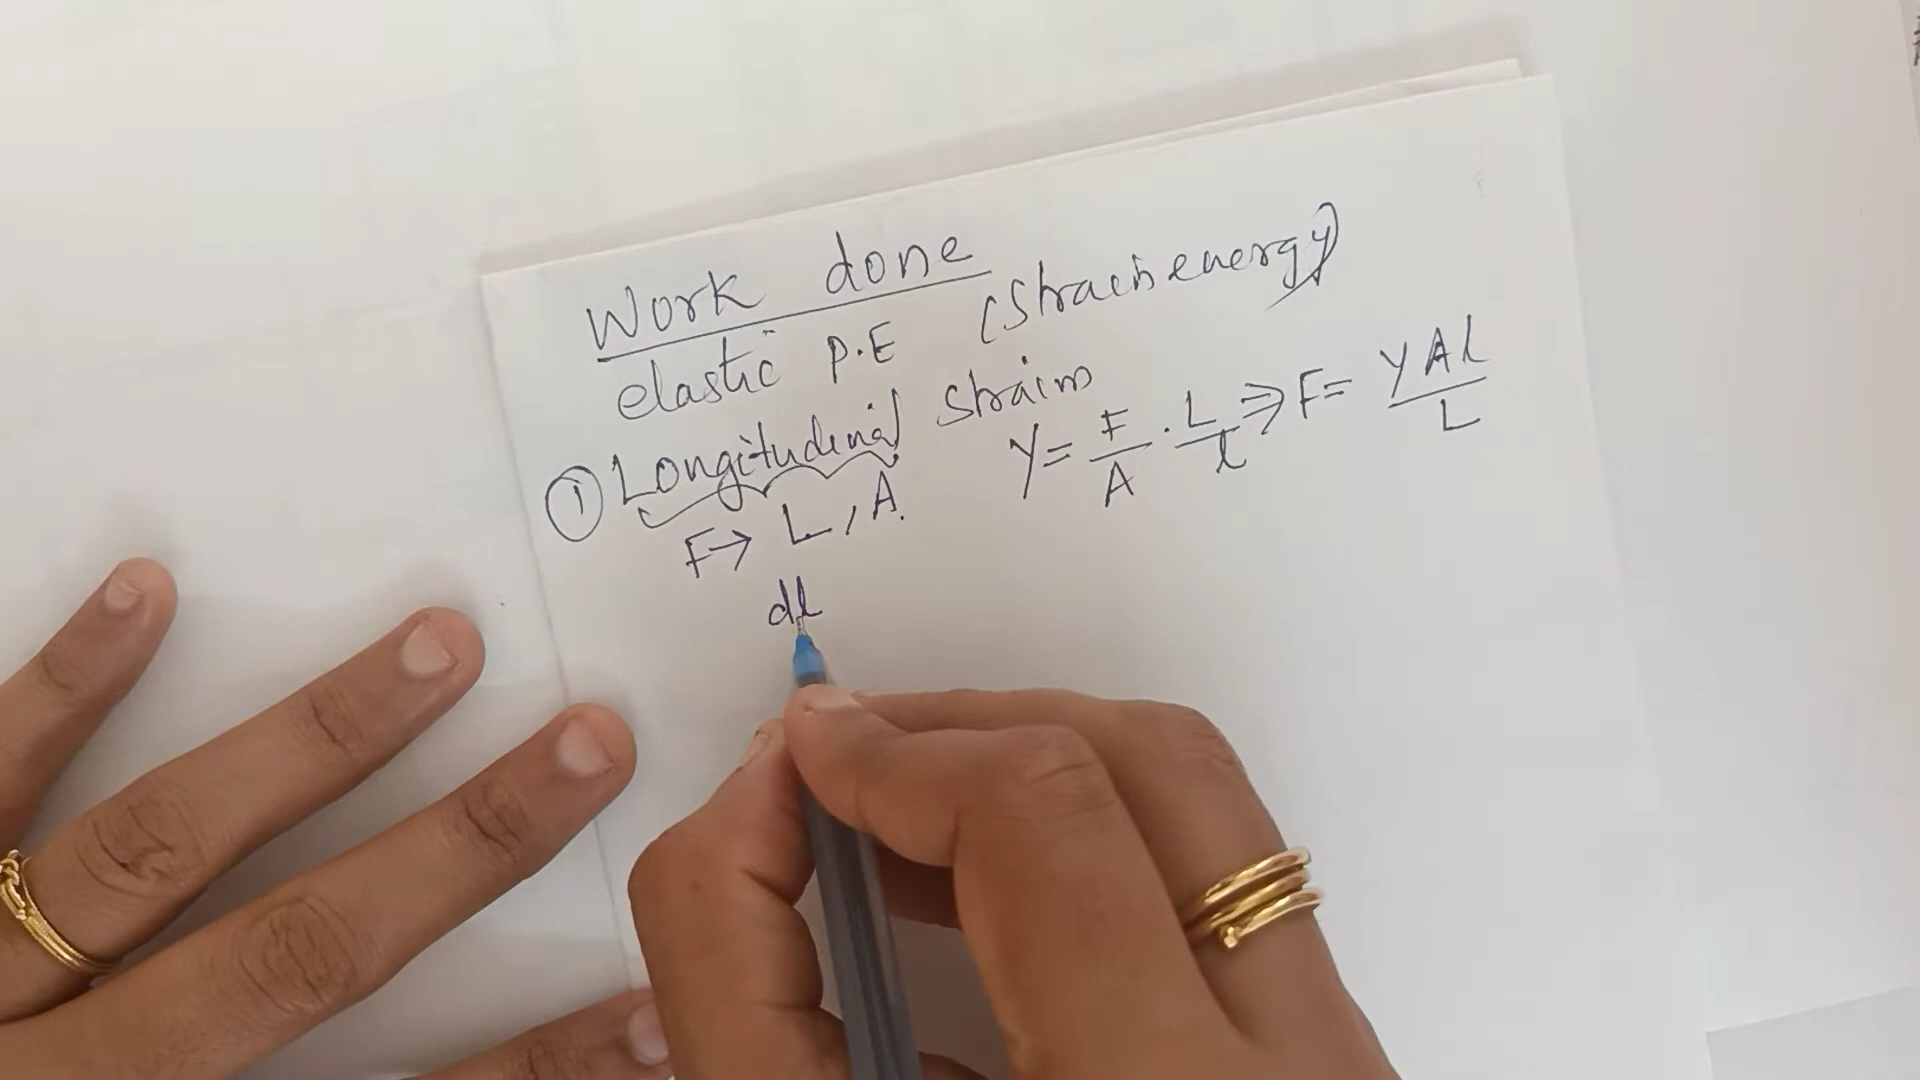 Work done
elastic P.E (Strain energy)
① Longitudinal Strain
Y = F/A . L/l ⇒ F = YAl/L
F → L, A.
dl